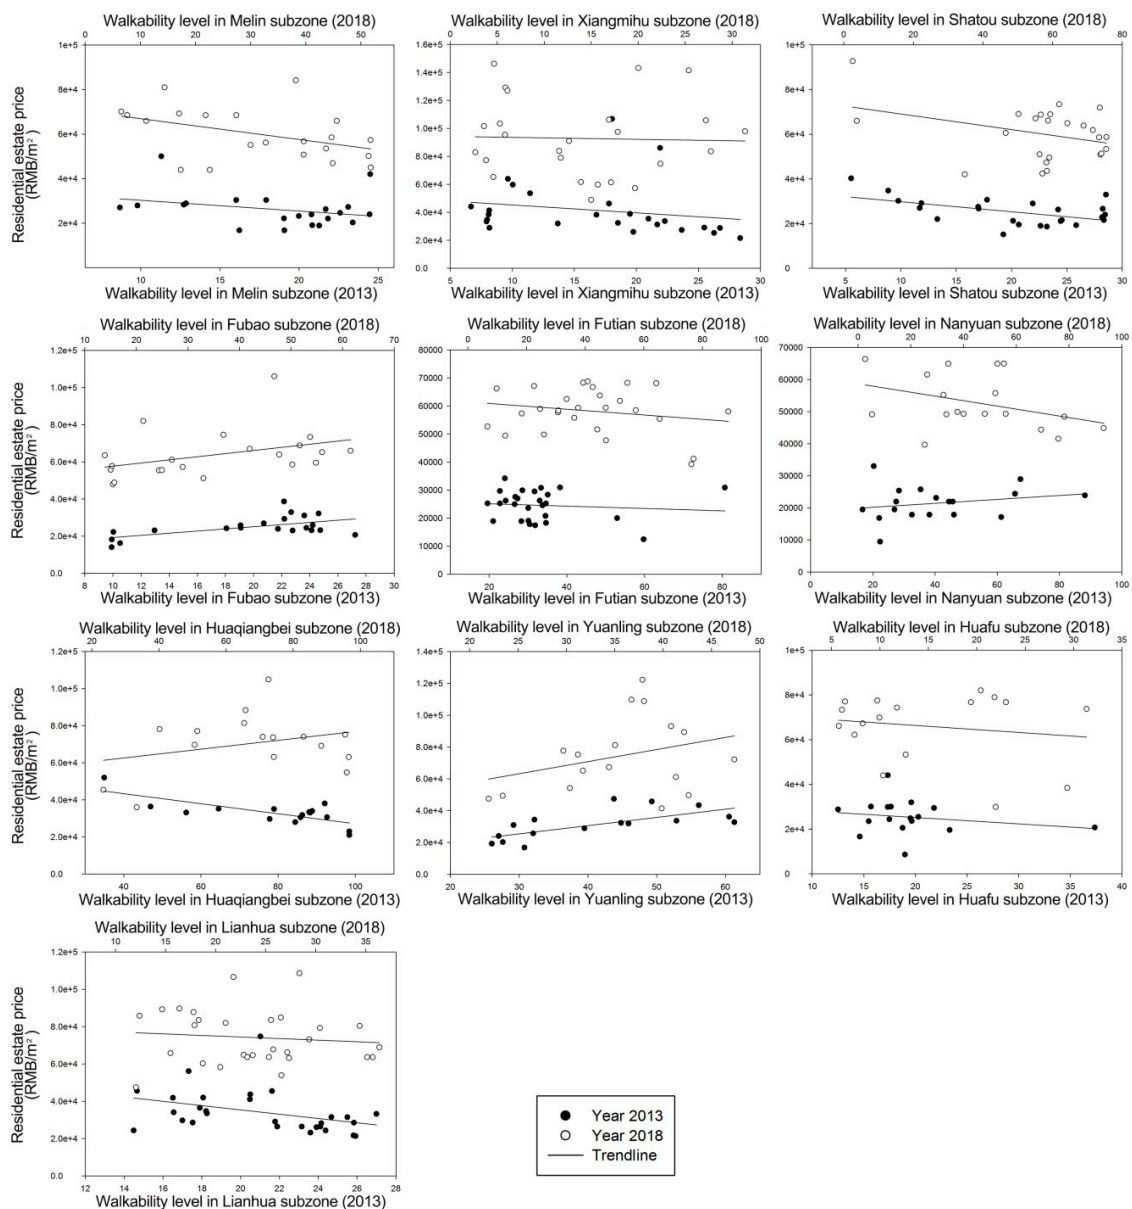 Walkability level in Melin subzone (2018)
0 10 20 30 40 50
1e+5
8e+4
6e+4
4e+4
2e+4
Residential estate price
(RMB/m²)
10 15 20 25
Walkability level in Melin subzone (2013)
Walkability level in Xiangmihu subzone (2018)
0 5 10 15 20 25 30
1.6e+5
1.4e+5
1.2e+5
1.0e+5
8.0e+4
6.0e+4
4.0e+4
2.0e+4
0.0
10 15 20 25 30
Walkability level in Xiangmihu subzone (2013)
Walkability level in Shatou subzone (2018)
0 10 20 30 40 50 60 70 80
1e+5
8e+4
6e+4
4e+4
2e+4
0
5 10 15 20 25 30
Walkability level in Shatou subzone (2013)
Walkability level in Fubao subzone (2018)
10 20 30 40 50 60 70
1.2e+5
1.0e+5
8.0e+4
6.0e+4
4.0e+4
2.0e+4
0.0
Residential estate price
(RMB/m²)
8 10 12 14 16 18 20 22 24 26 28 30
Walkability level in Fubao subzone (2013)
Walkability level in Futian subzone (2018)
0 20 40 60 80 100
80000
70000
60000
50000
40000
30000
20000
10000
0
20 40 60 80
Walkability level in Futian subzone (2013)
Walkability level in Nanyuan subzone (2018)
0 20 40 60 80 100
70000
60000
50000
40000
30000
20000
10000
0
0 20 40 60 80 100
Walkability level in Nanyuan subzone (2013)
Walkability level in Huaqiangbei subzone (2018)
20 40 60 80 100
1.2e+5
1.0e+5
8.0e+4
6.0e+4
4.0e+4
2.0e+4
0.0
Residential estate price
(RMB/m²)
40 60 80 100
Walkability level in Huaqiangbei subzone (2013)
Walkability level in Yuanling subzone (2018)
20 25 30 35 40 45 50
1.4e+5
1.2e+5
1.0e+5
8.0e+4
6.0e+4
4.0e+4
2.0e+4
0.0
20 30 40 50 60
Walkability level in Yuanling subzone (2013)
Walkability level in Huafu subzone (2018)
5 10 15 20 25 30
1e+5
8e+4
6e+4
4e+4
2e+4
0
10 15 20 25 30 35 40
Walkability level in Huafu subzone (2013)
Walkability level in Lianhua subzone (2018)
10 15 20 25 30 35
1.2e+5
1.0e+5
8.0e+4
6.0e+4
4.0e+4
2.0e+4
0.0
Residential estate price
(RMB/m²)
12 14 16 18 20 22 24 26 28
Walkability level in Lianhua subzone (2013)
Year 2013
Year 2018
Trendline